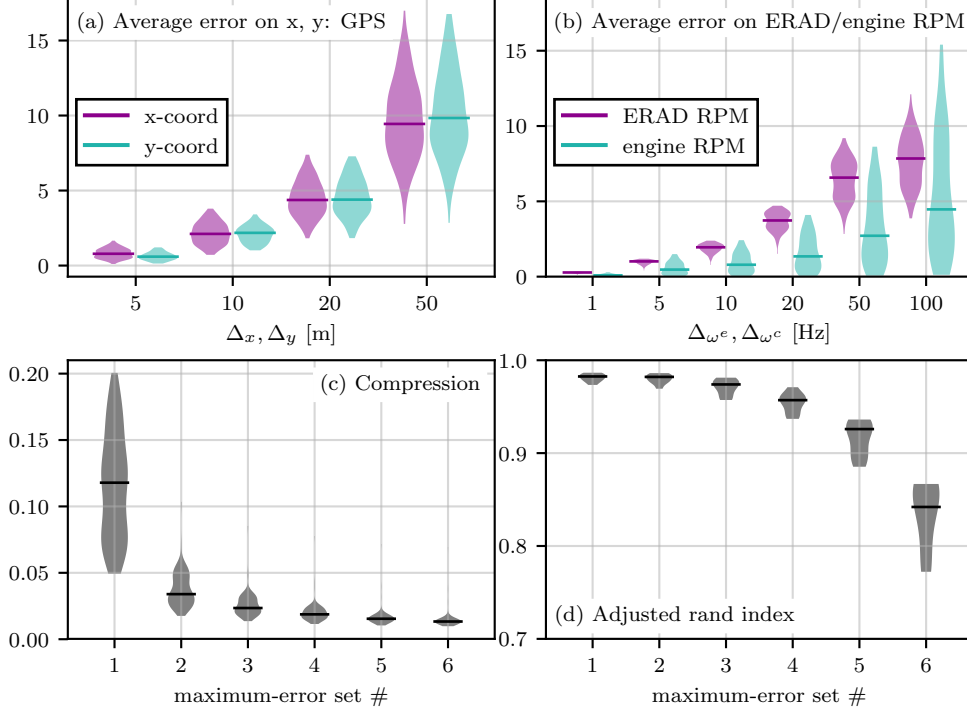 (a) Average error on x, y: GPS
15
10
5
0
x-coord
y-coord
5 10 20 50
Δx, Δy [m]
(b) Average error on ERAD/engine RPM
15
10
5
0
ERAD RPM
engine RPM
1 5 10 20 50 100
Δωᵉ, Δωᶜ [Hz]
(c) Compression
0.20
0.15
0.10
0.05
0.00
1 2 3 4 5 6
maximum-error set #
1.0
0.9
0.8
0.7
(d) Adjusted rand index
1 2 3 4 5 6
maximum-error set #